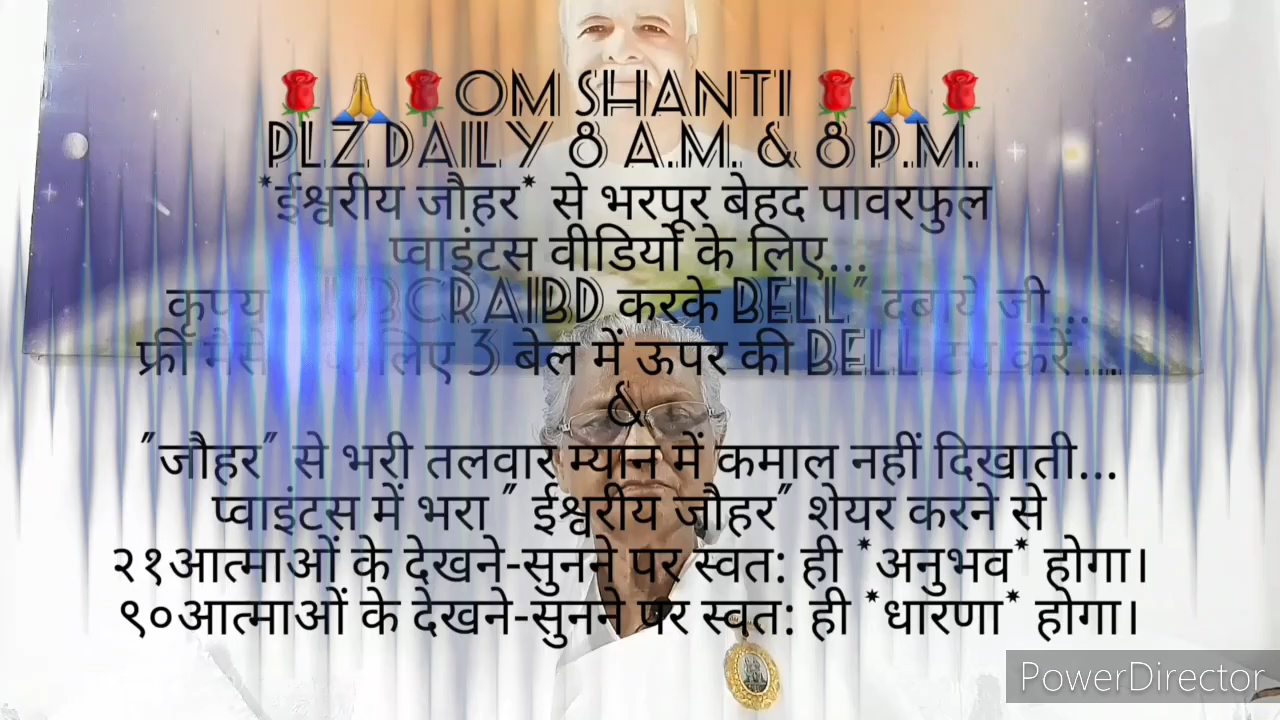 🌹🙏🌹OM SHANTI 🌹🙏🌹
PLZ DAILY 8 A.M. & 8 P.M.
*ईश्वरीय जौहर* से भरपूर बेहद पावरफुल
प्वाइंटस वीडियों के लिए...
कृपय करके BELL" दबाये जी...
फ्री लिए 3 बेल में ऊपर की BELL टप करें ...
&
"जौहर" से भरी तलवार म्यान में कमाल नहीं दिखाती...
प्वाइंटस में भरा " ईश्वरीय जौहर" शेयर करने से
२१आत्माओं के देखने-सुनने पर स्वत: ही *अनुभव* होगा।
९०आत्माओं के देखने-सुनने पर स्वत: ही *धारणा* होगा।
PowerDirector